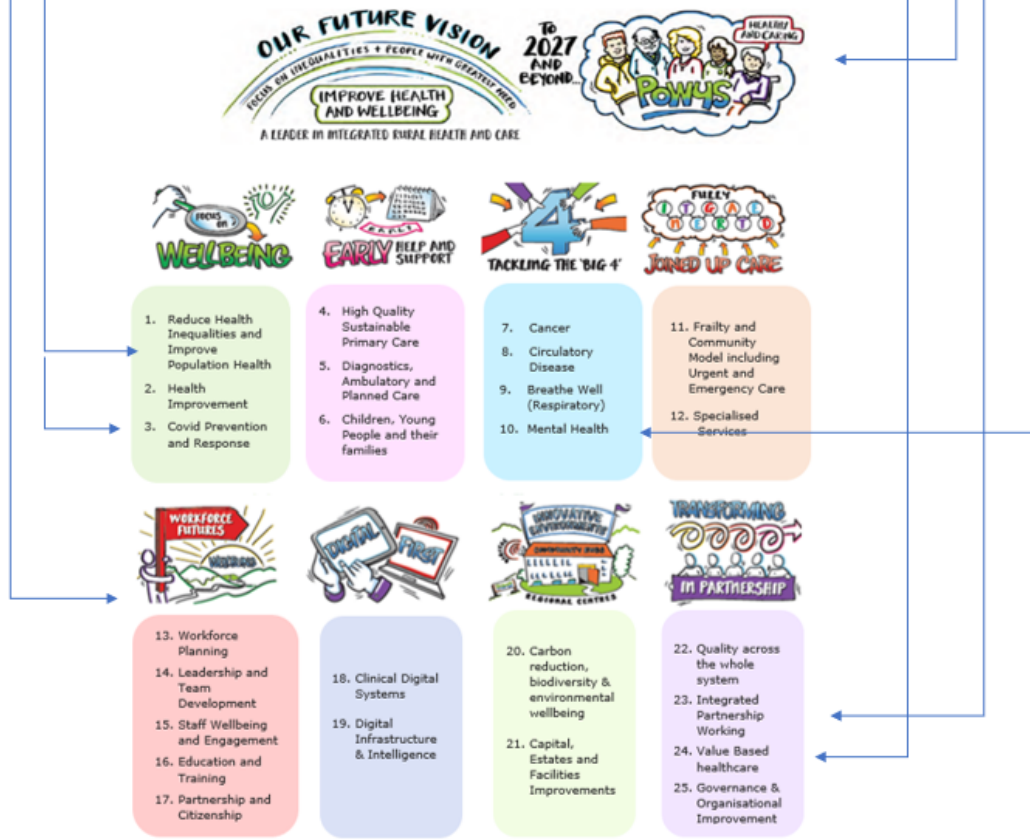 OUR FUTURE VISION
FOCUS ON INEQUALITIES + PEOPLE WITH GREATEST NEED
IMPROVE HEALTH
AND WELLBEING
A LEADER IN INTEGRATED RURAL HEALTH AND CARE
TO
2027
AND
BEYOND...
HEALTHY
AND CARING
POWYS
FOCUS
ON
WELLBEING
EARLY
EARLY HELP AND
SUPPORT
4
TACKLING THE 'BIG 4'
FULLY
I T G A E
N E R T D
JOINED UP CARE
1. Reduce Health
Inequalities and
Improve
Population Health
2. Health
Improvement
3. Covid Prevention
and Response
4. High Quality
Sustainable
Primary Care
5. Diagnostics,
Ambulatory and
Planned Care
6. Children, Young
People and their
families
7. Cancer
8. Circulatory
Disease
9. Breathe Well
(Respiratory)
10. Mental Health
11. Frailty and
Community
Model including
Urgent and
Emergency Care
12. Specialised
Services
WORKFORCE
FUTURES
DIGITAL
FIRST
INNOVATIVE
ENVIRONMENTS
COMMUNITY HUBS
REGIONAL CENTRES
TRANSFORMING
IN PARTNERSHIP
13. Workforce
Planning
14. Leadership and
Team
Development
15. Staff Wellbeing
and Engagement
16. Education and
Training
17. Partnership and
Citizenship
18. Clinical Digital
Systems
19. Digital
Infrastructure
& Intelligence
20. Carbon
reduction,
biodiversity &
environmental
wellbeing
21. Capital,
Estates and
Facilities
Improvements
22. Quality across
the whole
system
23. Integrated
Partnership
Working
24. Value Based
healthcare
25. Governance &
Organisational
Improvement